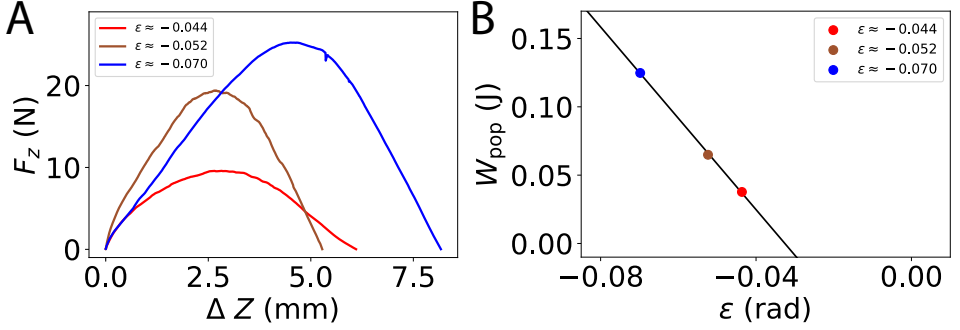 A
ε ≈ −0.044
ε ≈ −0.052
ε ≈ −0.070
F_z (N)
20
10
0
0.0 2.5 5.0 7.5
Δ Z (mm)
B
ε ≈ −0.044
ε ≈ −0.052
ε ≈ −0.070
W_pop (J)
0.15
0.10
0.05
0.00
−0.08 −0.04 0.00
ε (rad)